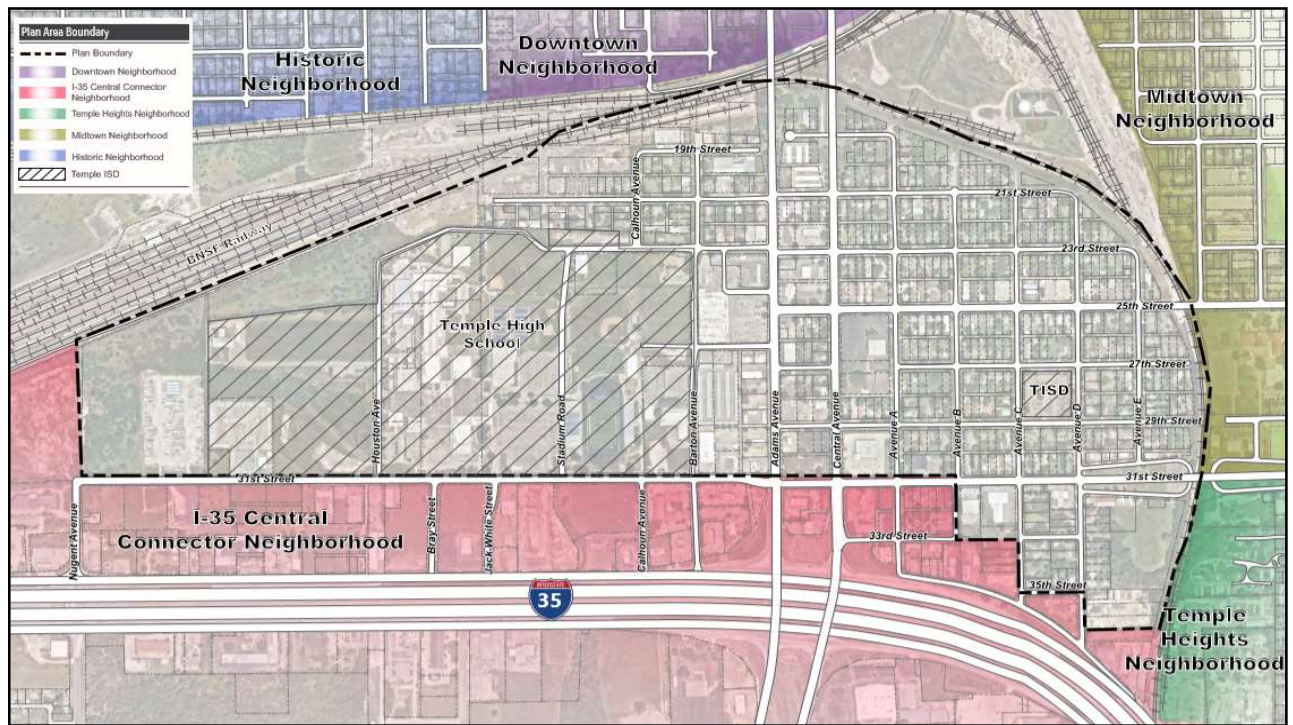 Plan Area Boundary
Plan Boundary
Downtown Neighborhood
I-35 Central Connector
Neighborhood
Temple Heights Neighborhood
Midtown Neighborhood
Historic Neighborhood
Temple ISD
Historic
Neighborhood
Downtown
Neighborhood
Midtown
Neighborhood
19th Street
Calhoun Avenue
21st Street
BNSF Railway
23rd Street
25th Street
Temple High
School
27th Street
TISD
29th Street
Houston Ave
Stadium Road
Barton Avenue
Adams Avenue
Central Avenue
Avenue A
Avenue B
Avenue C
Avenue D
Avenue E
31st Street
31st Street
I-35 Central
Connector Neighborhood
Nugent Avenue
Bray Street
Jack White Street
Calhoun Avenue
33rd Street
35th Street
INTERSTATE
35
Temple
Heights
Neighborhood